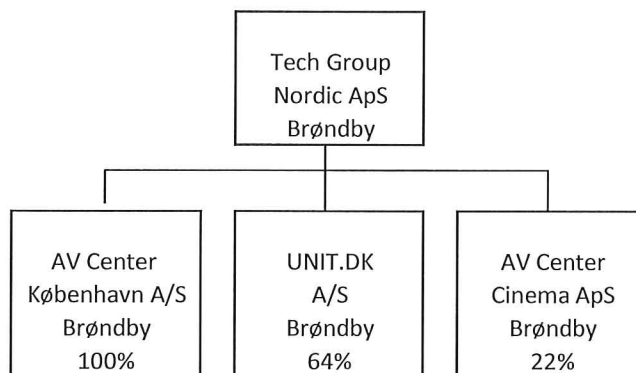 Tech Group
Nordic ApS
Brøndby
AV Center
København A/S
Brøndby
100%
UNIT.DK
A/S
Brøndby
64%
AV Center
Cinema ApS
Brøndby
22%